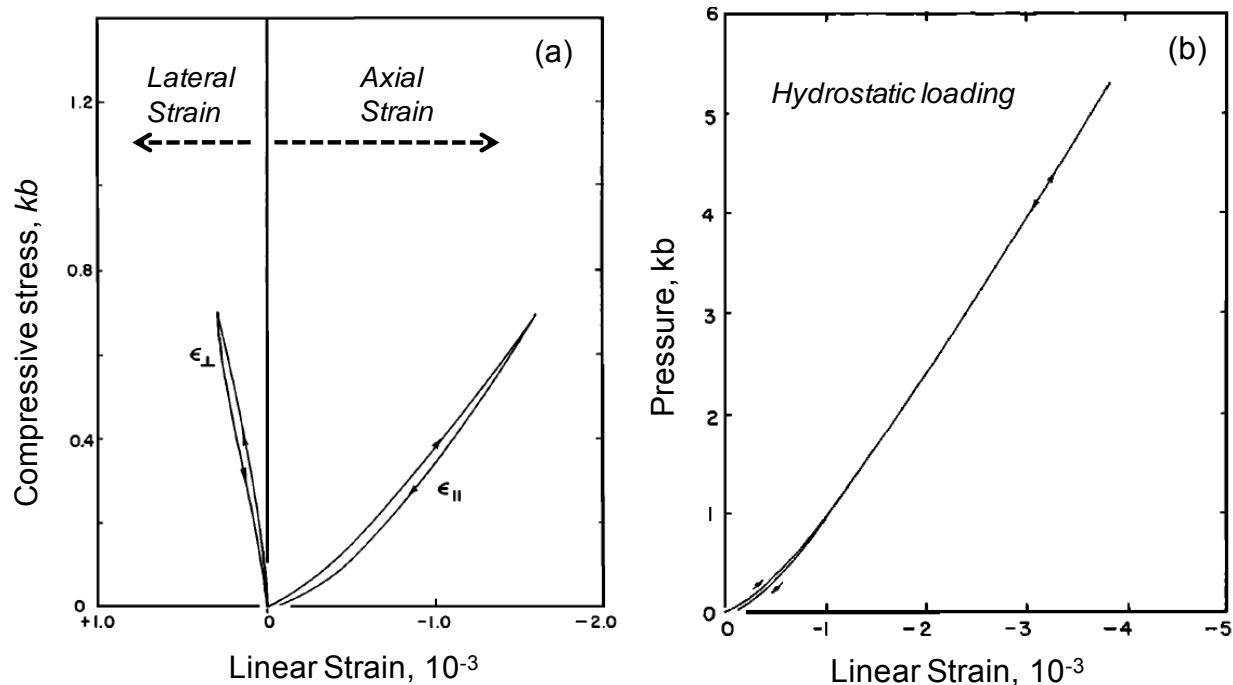 (a)
Lateral
Strain
Axial
Strain
Compressive stress, kb
1.2
0.8
0.4
0
ϵ⊥
ϵ||
+1.0
0
-1.0
-2.0
Linear Strain, 10-3
(b)
Hydrostatic loading
Pressure, kb
6
5
4
3
2
1
0
0
-1
-2
-3
-4
-5
Linear Strain, 10-3